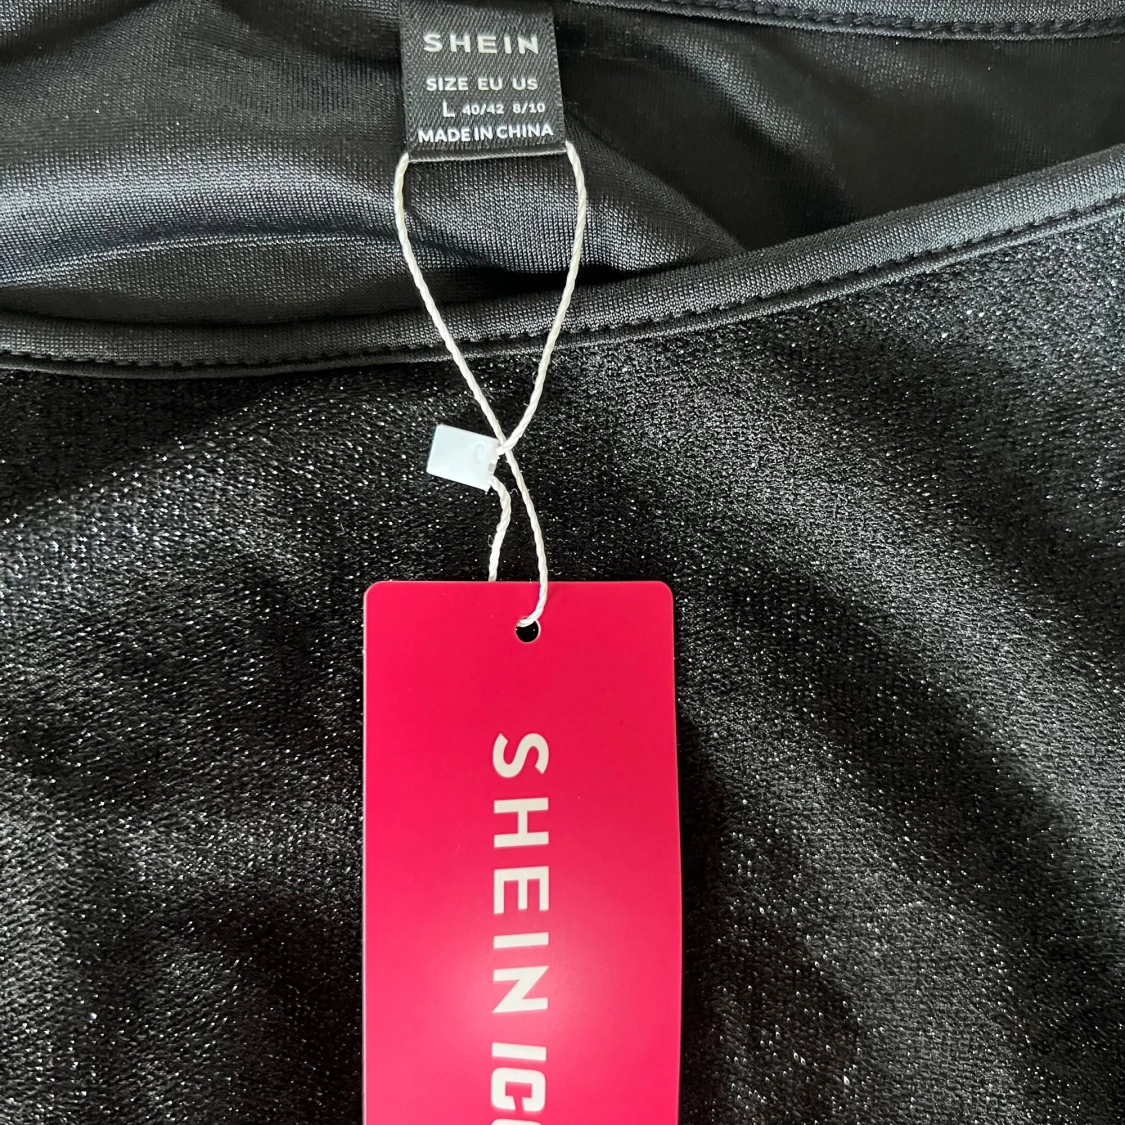 SHEIN
SIZE EU US
L 40/42 8/10
MADE IN CHINA
SHEIN